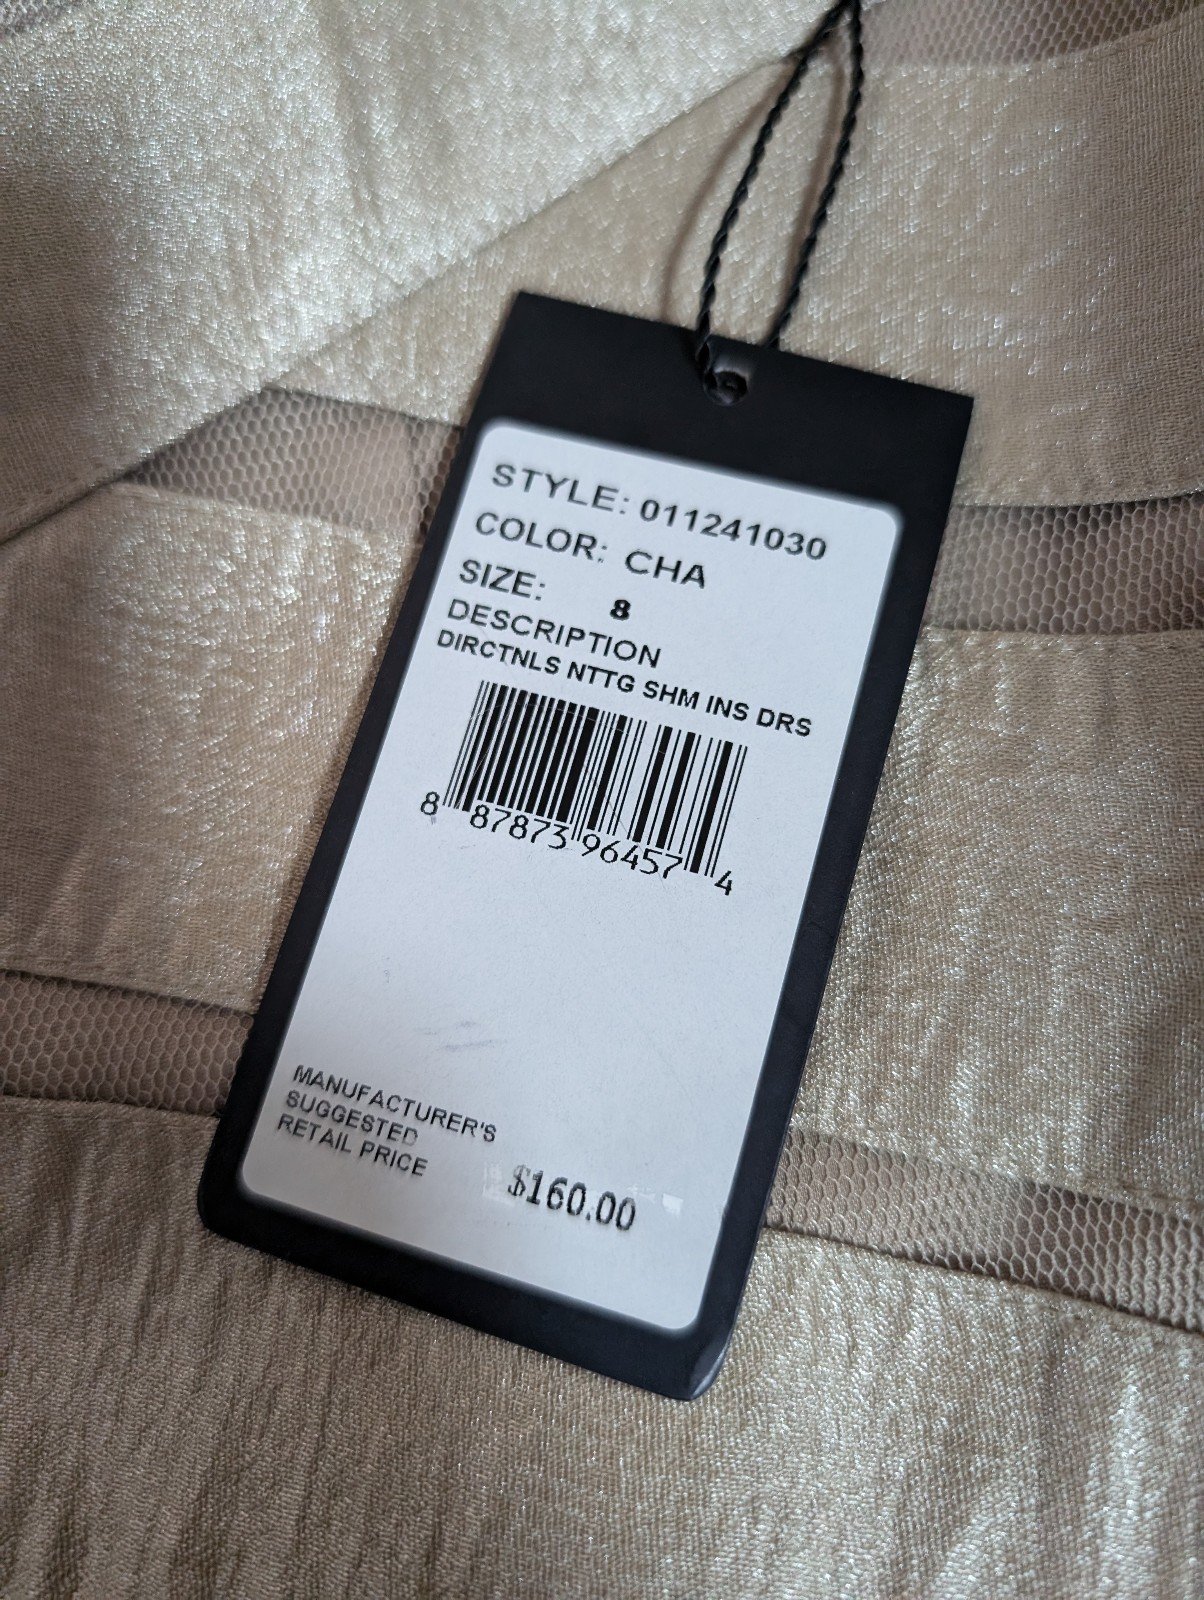 STYLE: 011241030
COLOR: CHA
SIZE: 8
DESCRIPTION
DIRCTNLS NTTG SHM INS DRS
8 87873 96457 4
MANUFACTURER'S
SUGGESTED
RETAIL PRICE
$160.00